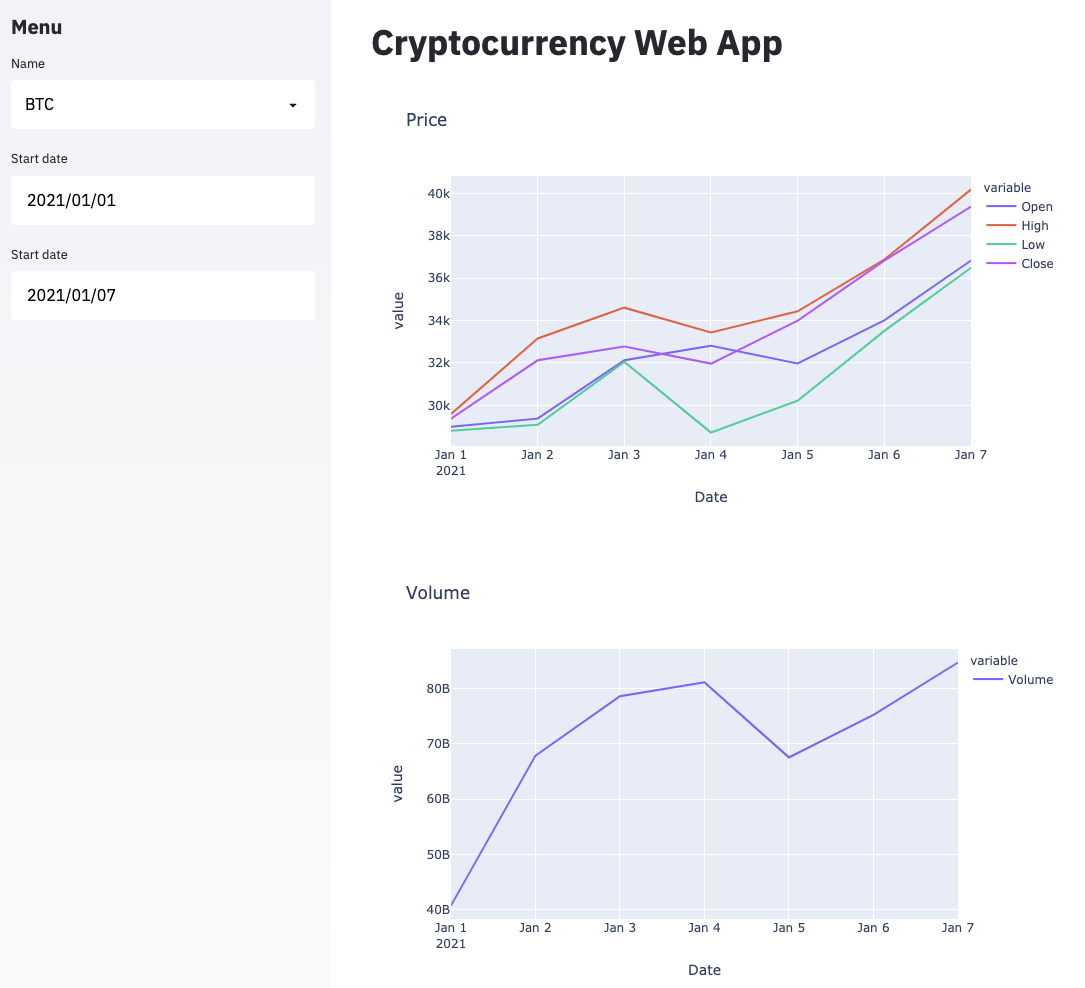 Menu
Name
BTC
Start date
2021/01/01
Start date
2021/01/07
Cryptocurrency Web App
Price
40k
38k
36k
34k
32k
30k
value
Jan 1 Jan 2 Jan 3 Jan 4 Jan 5 Jan 6 Jan 7
2021
Date
variable
Open
High
Low
Close
Volume
80B
70B
60B
50B
40B
value
Jan 1 Jan 2 Jan 3 Jan 4 Jan 5 Jan 6 Jan 7
2021
Date
variable
Volume